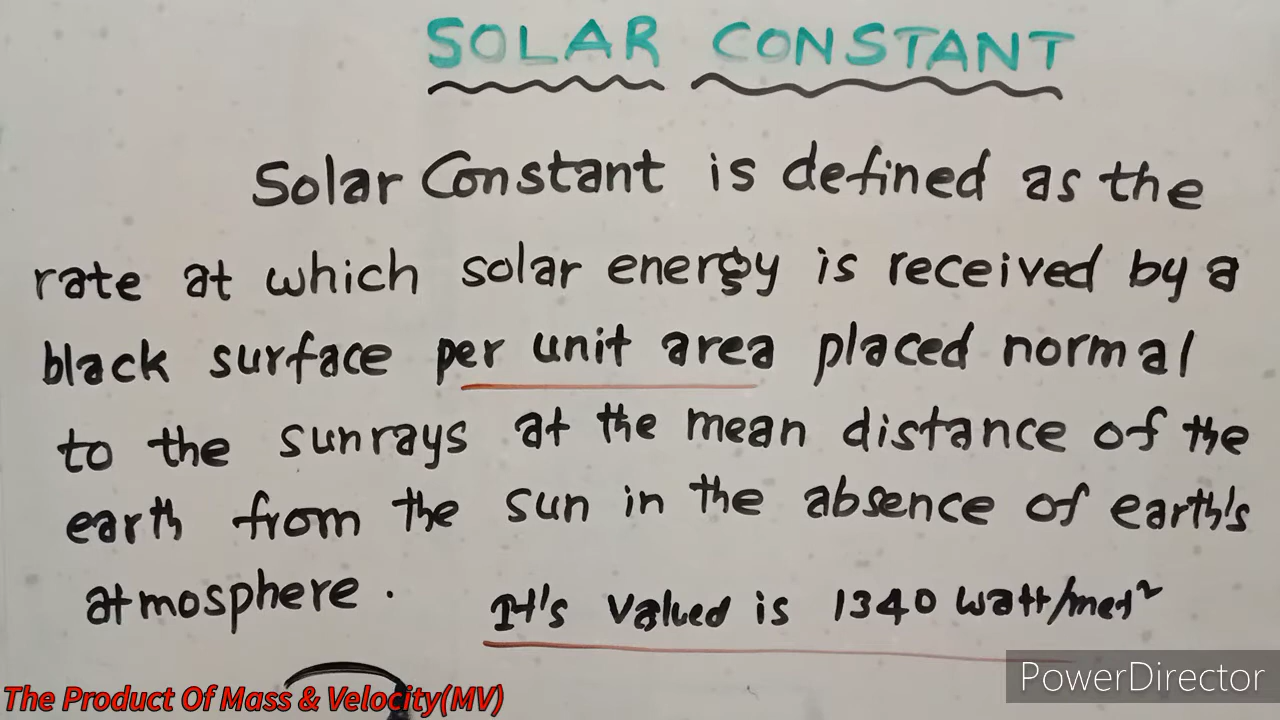 SOLAR CONSTANT
Solar Constant is defined as the
rate at which solar energy is received by a
black surface per unit area placed normal
to the sunrays at the mean distance of the
earth from the sun in the absence of earth's
atmosphere.
It's Valued is 1340 watt/met²
PowerDirector
The Product Of Mass & Velocity(MV)